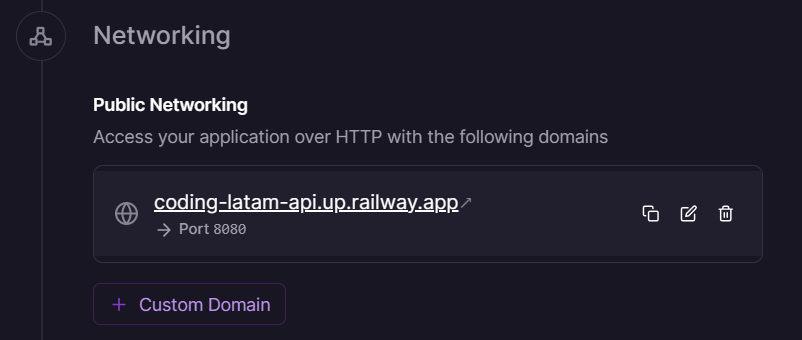 Networking
Public Networking
Access your application over HTTP with the following domains
coding-latam-api.up.railway.app↗
→ Port 8080
+ Custom Domain